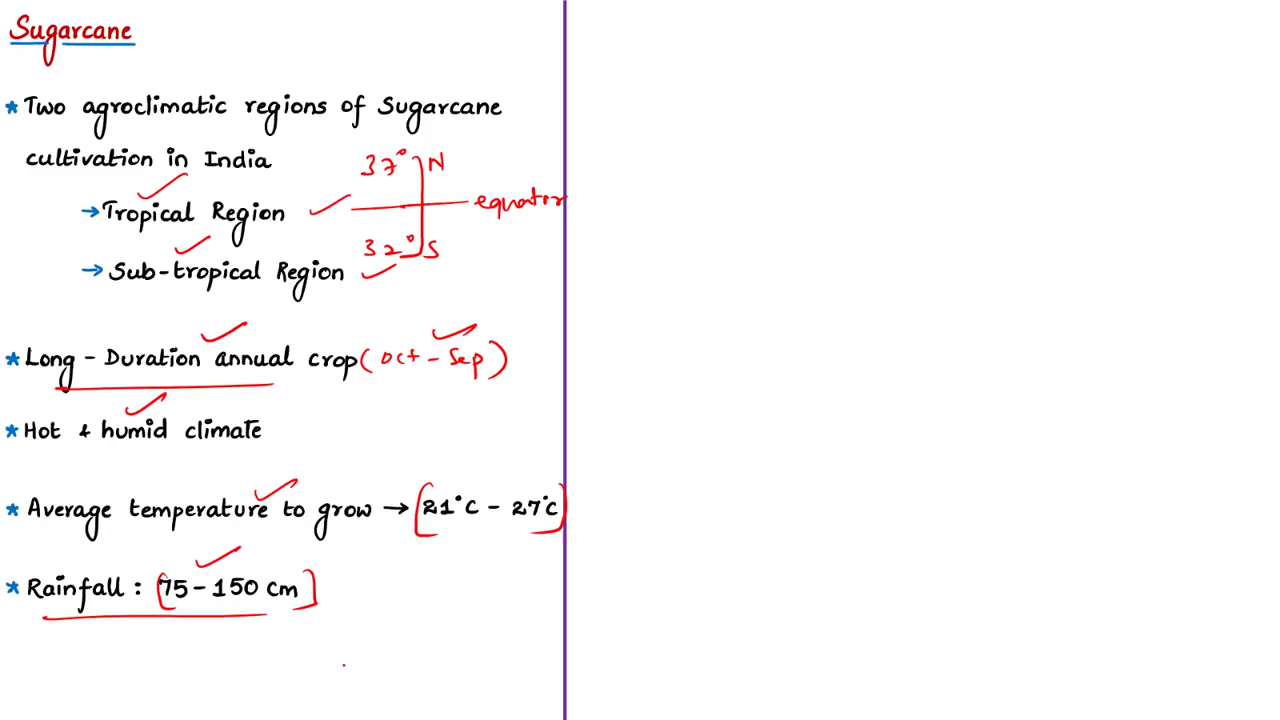 Sugarcane
* Two agroclimatic regions of Sugarcane
cultivation in India
37° N
→ Tropical Region
equator
32° S
→ Sub-tropical Region
* Long - Duration annual crop (Oct - Sep)
* Hot & humid climate
* Average temperature to grow → [21°C - 27°C]
* Rainfall : [75 - 150 cm]